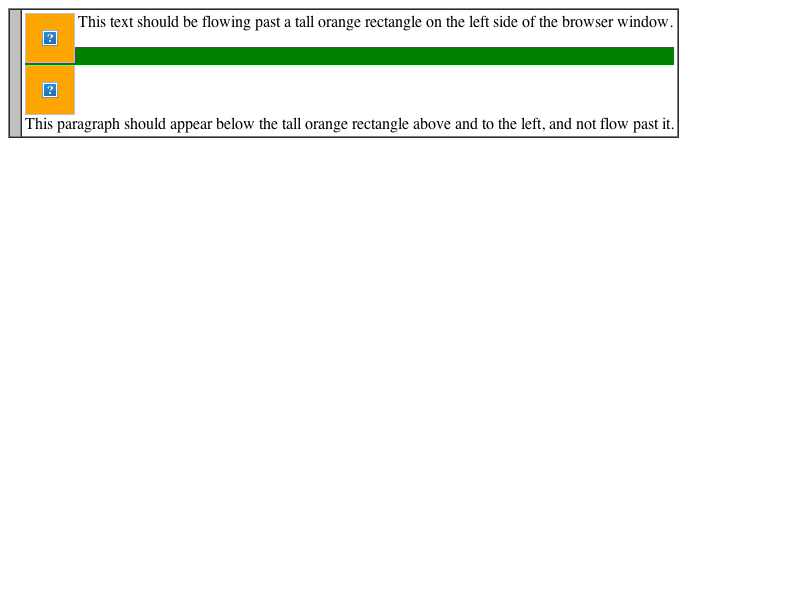 This text should be flowing past a tall orange rectangle on the left side of the browser window.
?
?
This paragraph should appear below the tall orange rectangle above and to the left, and not flow past it.